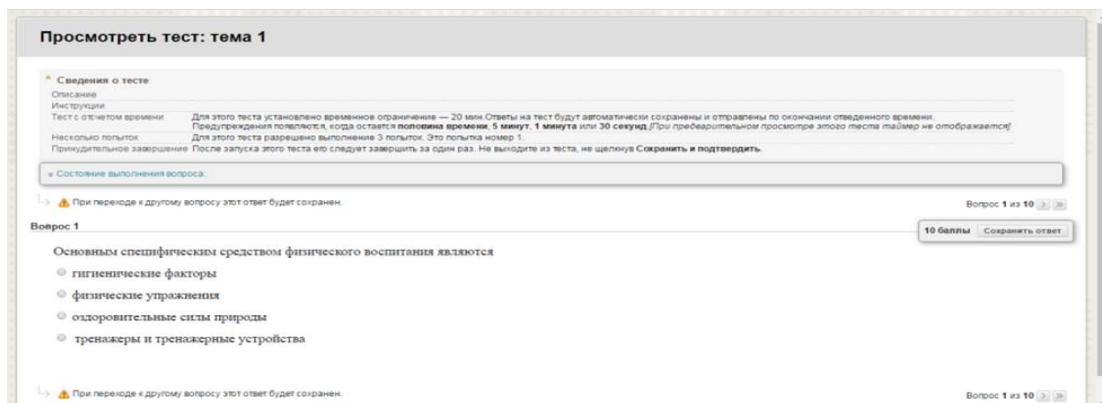 Просмотреть тест: тема 1
Сведения о тесте
Описание
Инструкции
Тест с отсчетом времени Для этого теста установлено временное ограничение — 20 мин.Ответы на тест будут автоматически сохранены и отправлены по окончании отведенного времени.
Предупреждения появляются, когда остается половина времени, 5 минут, 1 минута или 30 секунд.[При предварительном просмотре этого теста таймер не отображается]
Несколько попыток Для этого теста разрешено выполнение 3 попыток. Это попытка номер 1.
Принудительное завершение После запуска этого теста его следует завершить за один раз. Не выходите из теста, не щелкнув Сохранить и подтвердить.
Состояние выполнения вопроса:
При переходе к другому вопросу этот ответ будет сохранен. Вопрос 1 из 10
Вопрос 1 10 баллы Сохранить ответ
Основным специфическим средством физического воспитания являются
гигиенические факторы
физические упражнения
оздоровительные силы природы
тренажеры и тренажерные устройства
При переходе к другому вопросу этот ответ будет сохранен. Вопрос 1 из 10